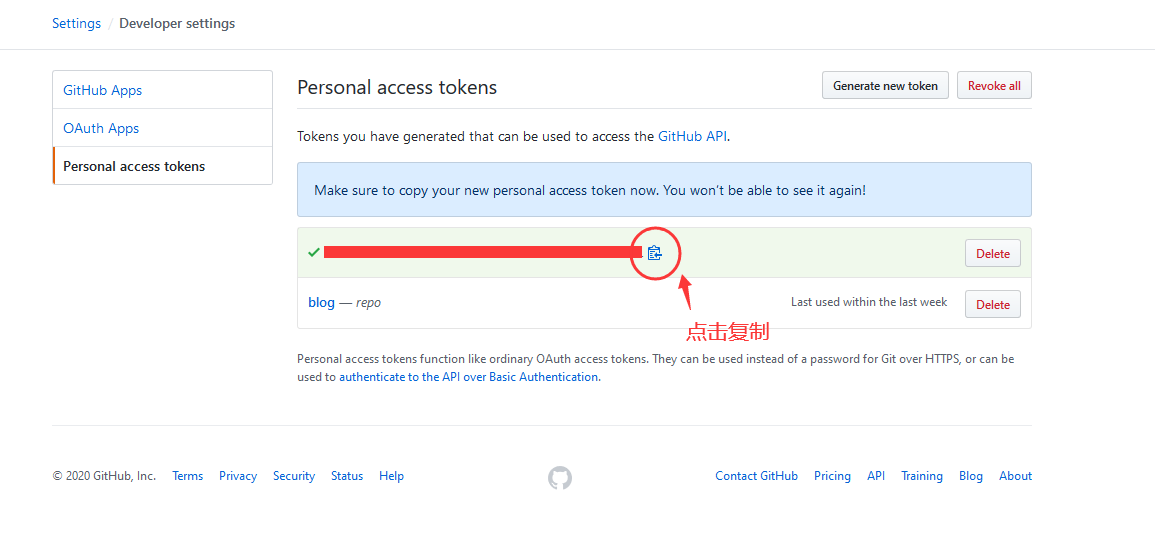 Settings / Developer settings
GitHub Apps
OAuth Apps
Personal access tokens
Personal access tokens
Generate new token
Revoke all
Tokens you have generated that can be used to access the GitHub API.
Make sure to copy your new personal access token now. You won't be able to see it again!
Delete
点击复制
blog — repo
Last used within the last week
Delete
Personal access tokens function like ordinary OAuth access tokens. They can be used instead of a password for Git over HTTPS, or can be
used to authenticate to the API over Basic Authentication.
© 2020 GitHub, Inc. Terms Privacy Security Status Help
Contact GitHub Pricing API Training Blog About